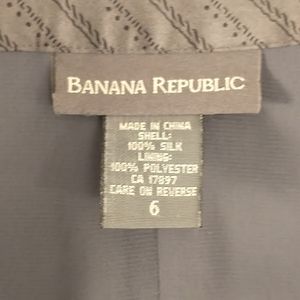 BANANA REPUBLIC
MADE IN CHINA
SHELL:
100% SILK
LINING:
100% POLYESTER
CA 17897
CARE ON REVERSE
6